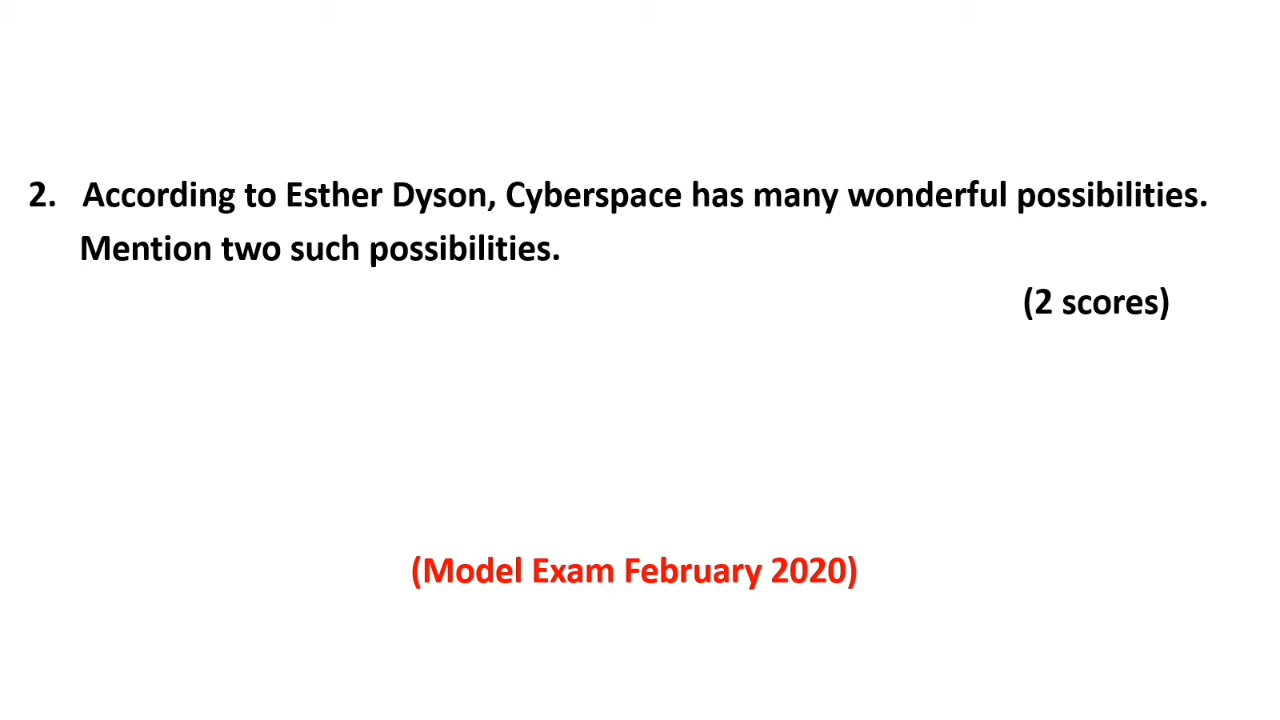 2. According to Esther Dyson, Cyberspace has many wonderful possibilities.
Mention two such possibilities.
(2 scores)
(Model Exam February 2020)